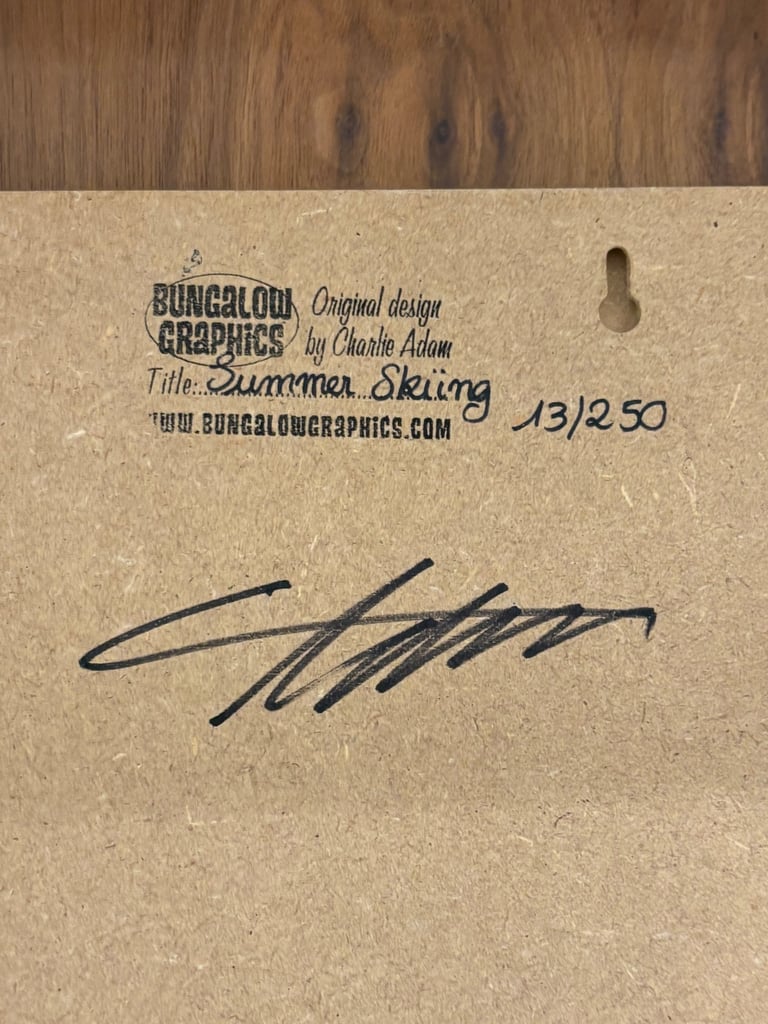 BUNGALOW
GRAPHICS
Original design
by Charlie Adam
Title: Summer Skiing
WWW.BUNGALOWGRAPHICS.COM
13/250